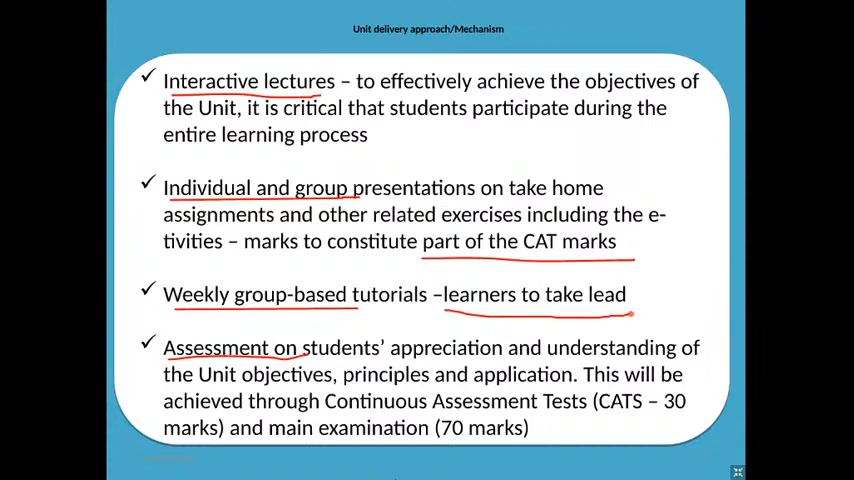 Unit delivery approach/Mechanism
✓ Interactive lectures – to effectively achieve the objectives of
the Unit, it is critical that students participate during the
entire learning process
✓ Individual and group presentations on take home
assignments and other related exercises including the e-
tivities – marks to constitute part of the CAT marks
✓ Weekly group-based tutorials –learners to take lead
✓ Assessment on students’ appreciation and understanding of
the Unit objectives, principles and application. This will be
achieved through Continuous Assessment Tests (CATS – 30
marks) and main examination (70 marks)